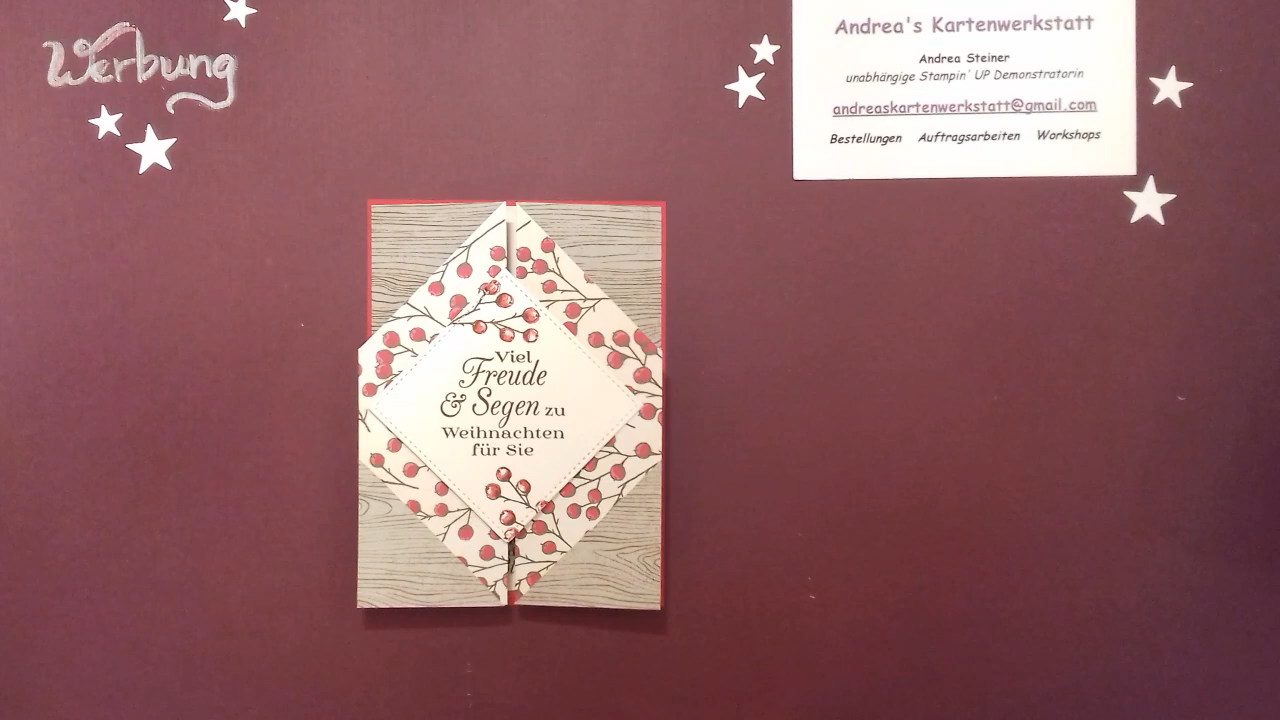 Werbung
Andrea's Kartenwerkstatt
Andrea Steiner
unabhängige Stampin' UP Demonstratorin
andreaskartenwerkstatt@gmail.com
Bestellungen Auftragsarbeiten Workshops
Viel
Freude
& Segen zu
Weihnachten
für Sie